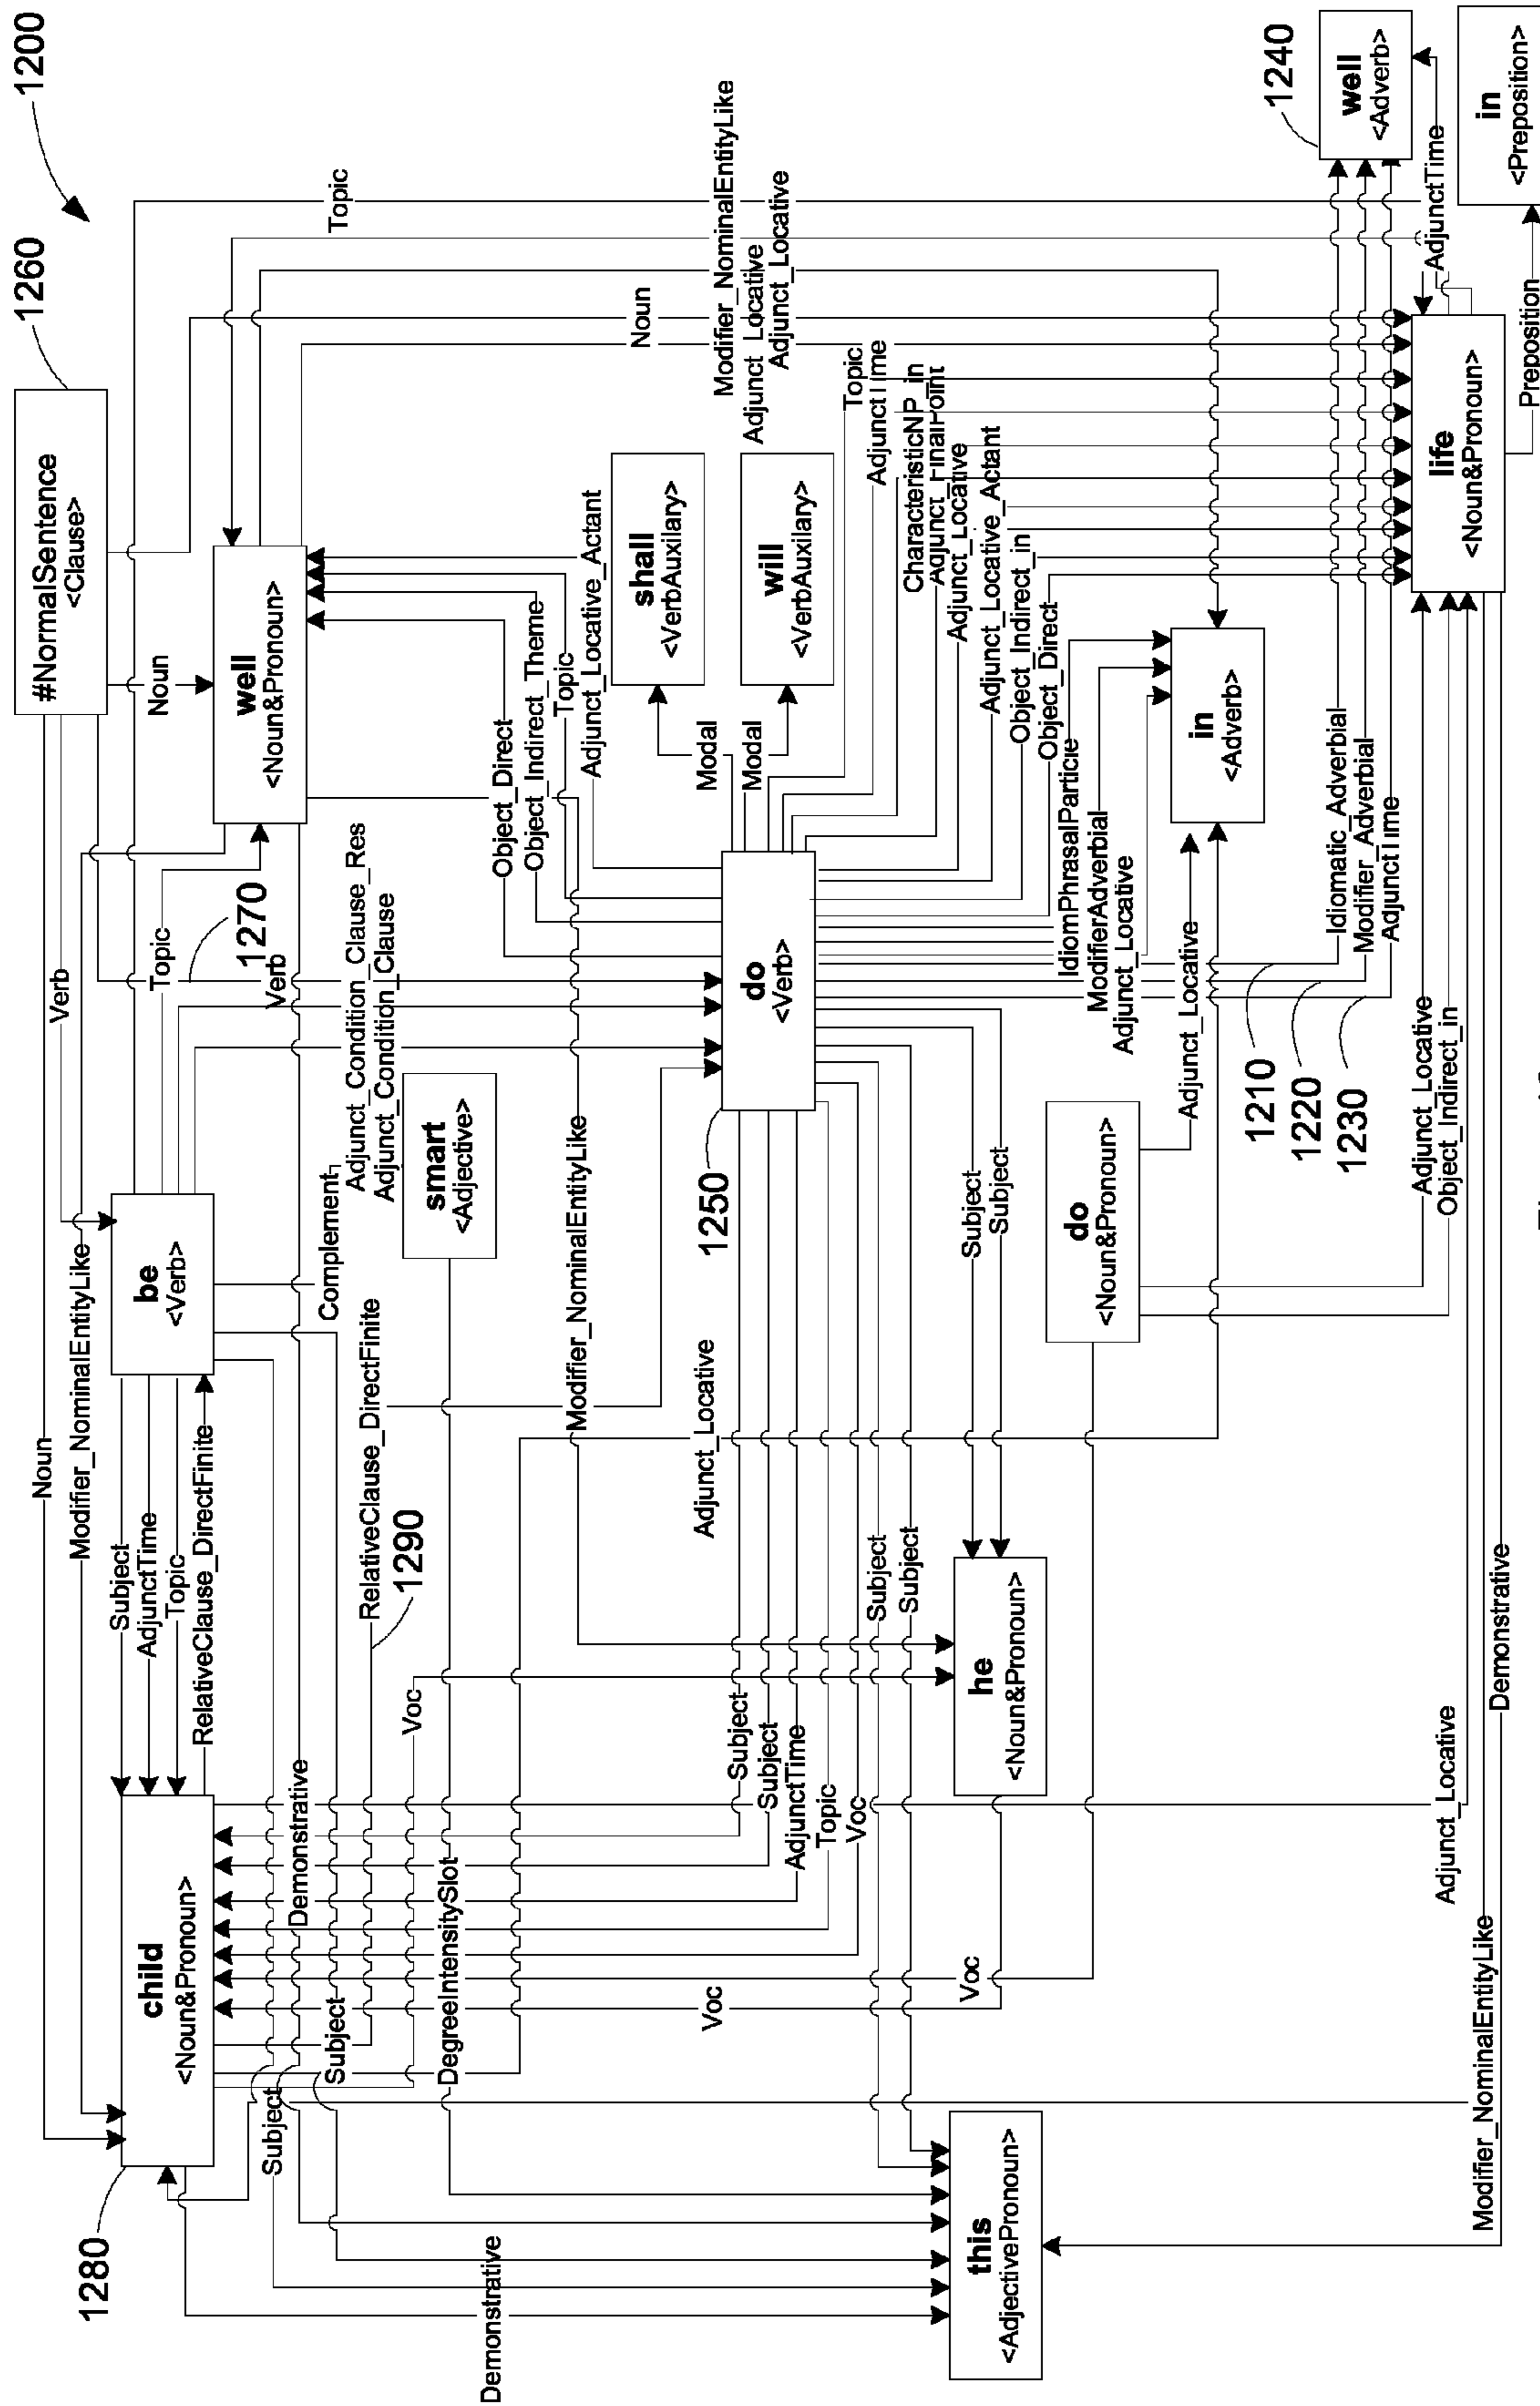 1200
1260
#NormalSentence
<Clause>
Noun
Verb
Modifier_NominalEntityLike
be
<Verb>
Subject
AdjunctTime
Topic
RelativeClause_DirectFinite
child
<Noun&Pronoun>
1280
Noun
well
<Noun&Pronoun>
Topic
1270
Verb
Topic
Noun
Modifier_NominalEntityLike
Adjunct_Locative
Adjunct_Locative
Object_Direct
Object_Indirect_Theme
Topic
Adjunct_Locative_Actant
Complement
Adjunct_Condition_Clause_Res
Adjunct_Condition_Clause
smart
<Adjective>
RelativeClause_DirectFinite
1290
Demonstrative
Subject
Subject
DegreeIntensitySlot
Voc
Modifier_NominalEntityLike
shall
<VerbAuxilary>
will
<VerbAuxilary>
Modal
Modal
do
<Verb>
1250
Topic
AdjunctTime
CharacteristicNP_in
Adjunct_FinalPoint
Adjunct_Locative
Adjunct_Locative_Actant
Object_Indirect_in
Object_Direct
IdiomPhrasalParticle
ModifierAdverbial
Adjunct_Locative
Adjunct_Locative
Adjunct_Locative
Subject
Subject
AdjunctTime
Topic
Voc
Subject
Subject
Subject
Subject
Voc
Voc
this
<AdjectivePronoun>
Demonstrative
he
<Noun&Pronoun>
do
<Noun&Pronoun>
in
<Adverb>
1210
1220
1230
Idiomatic_Adverbial
Modifier_Adverbial
AdjunctTime
1240
well
<Adverb>
AdjunctTime
life
<Noun&Pronoun>
Adjunct_Locative
Object_Indirect_in
Adjunct_Locative
Modifier_NominalEntityLike
Demonstrative
Preposition
in
<Preposition>